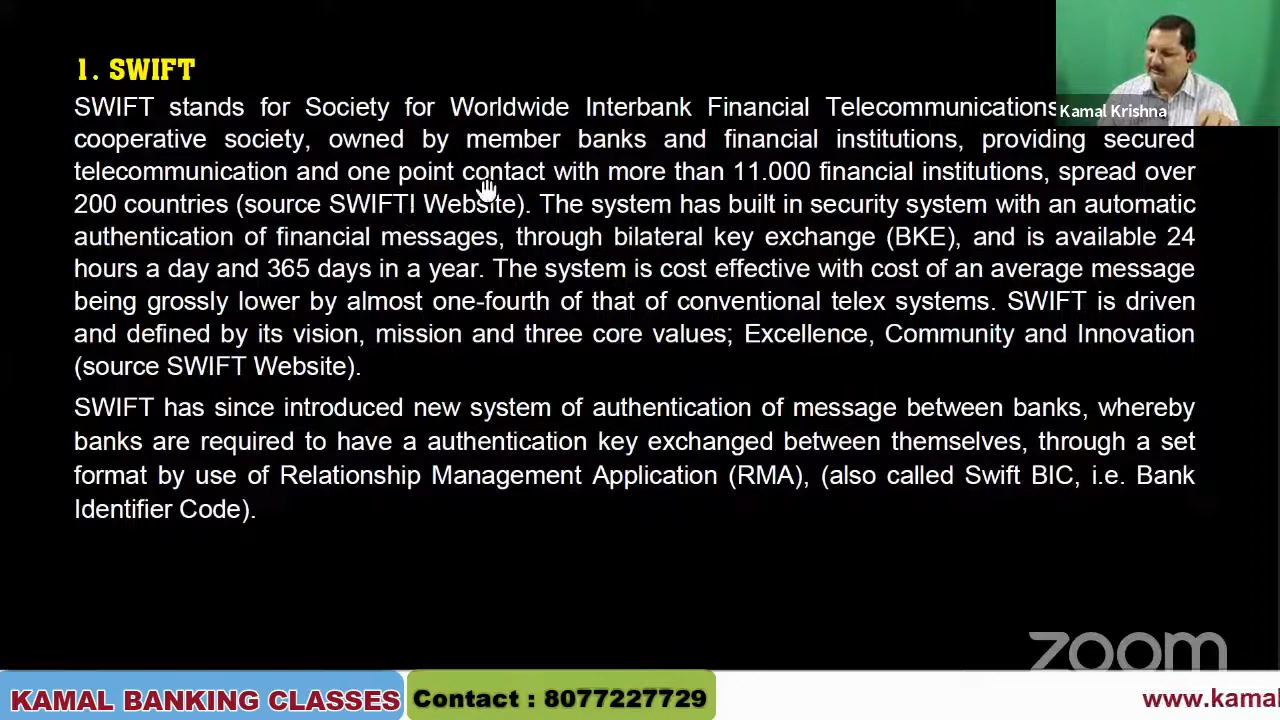 1. SWIFT
SWIFT stands for Society for Worldwide Interbank Financial Telecommunications
Kamal Krishna
cooperative society, owned by member banks and financial institutions, providing secured
telecommunication and one point contact with more than 11.000 financial institutions, spread over
200 countries (source SWIFTI Website). The system has built in security system with an automatic
authentication of financial messages, through bilateral key exchange (BKE), and is available 24
hours a day and 365 days in a year. The system is cost effective with cost of an average message
being grossly lower by almost one-fourth of that of conventional telex systems. SWIFT is driven
and defined by its vision, mission and three core values; Excellence, Community and Innovation
(source SWIFT Website).
SWIFT has since introduced new system of authentication of message between banks, whereby
banks are required to have a authentication key exchanged between themselves, through a set
format by use of Relationship Management Application (RMA), (also called Swift BIC, i.e. Bank
Identifier Code).
zoom
KAMAL BANKING CLASSES Contact : 8077227729 www.kamal